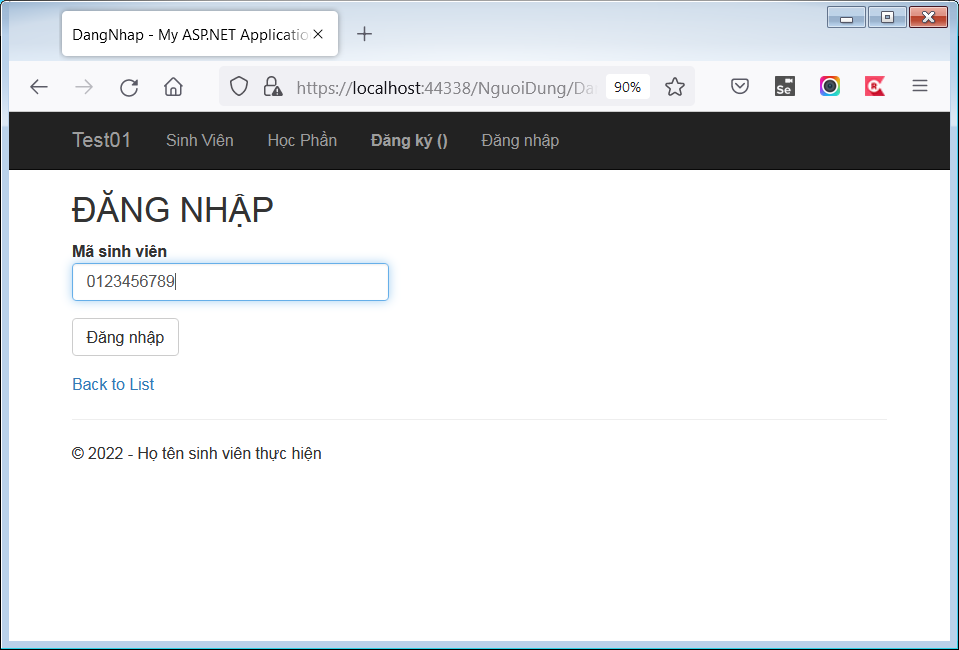 DangNhap - My ASP.NET Applicatio
https://localhost:44338/NguoiDung/Da
90%
Se
Test01 Sinh Viên Học Phần Đăng ký () Đăng nhập
ĐĂNG NHẬP
Mã sinh viên
0123456789
Đăng nhập
Back to List
© 2022 - Họ tên sinh viên thực hiện